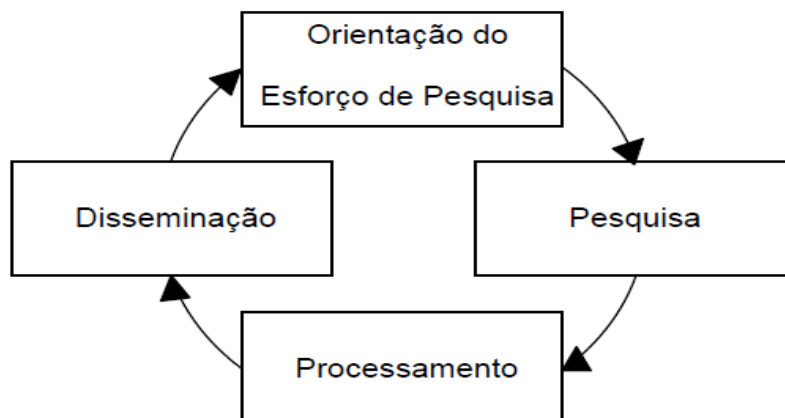 Orientação do
Esforço de Pesquisa
Disseminação
Pesquisa
Processamento